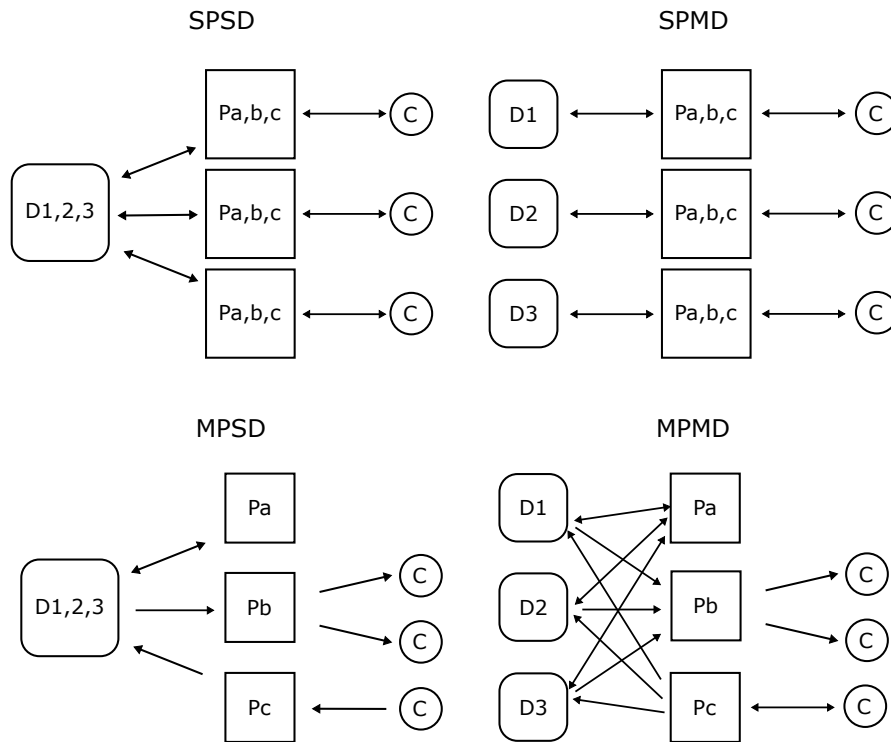 SPSD
Pa,b,c
C
D1,2,3
Pa,b,c
C
Pa,b,c
C
SPMD
D1
Pa,b,c
C
D2
Pa,b,c
C
D3
Pa,b,c
C
MPSD
Pa
D1,2,3
Pb
C
C
Pc
C
MPMD
D1
Pa
D2
Pb
C
C
D3
Pc
C